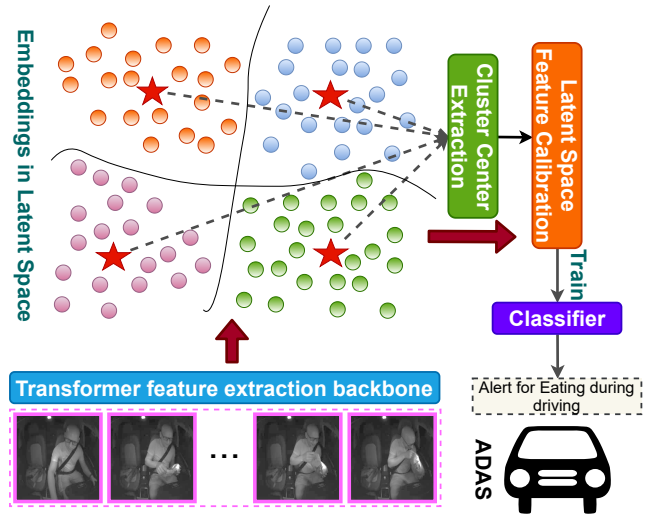 Embeddings in Latent Space
Cluster Center
Extraction
Latent Space
Feature Calibration
Train
Classifier
Transformer feature extraction backbone
Alert for Eating during
driving
...
ADAS